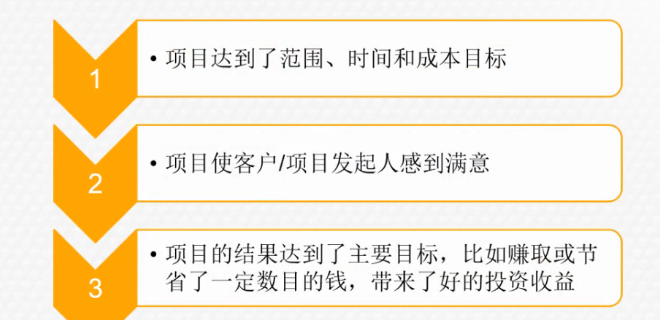 1
• 项目达到了范围、时间和成本目标
2
• 项目使客户/项目发起人感到满意
3
• 项目的结果达到了主要目标，比如赚取或节
省了一定数目的钱，带来了好的投资收益